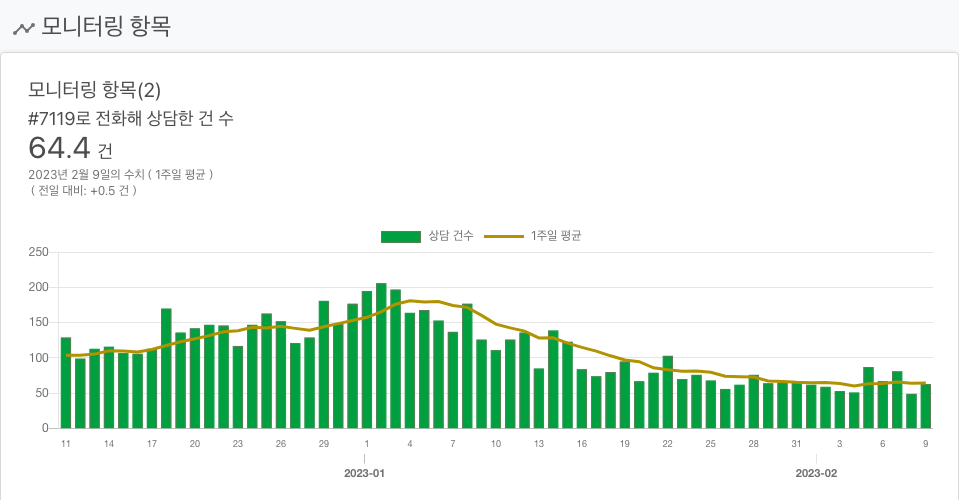 모니터링 항목
모니터링 항목(2)
#7119로 전화해 상담한 건 수
64.4 건
2023년 2월 9일의 수치 ( 1주일 평균 )
( 전일 대비: +0.5 건 )
상담 건수 1주일 평균
250
200
150
100
50
0
11 14 17 20 23 26 29 1 4 7 10 13 16 19 22 25 28 31 3 6 9
2023-01 2023-02